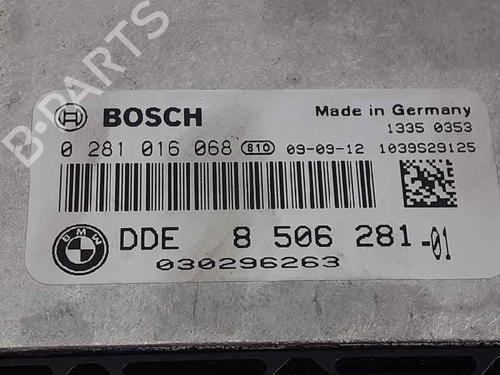 B-PARTS
BOSCH Made in Germany
1335 0353
0 281 016 068 810 09-09-12 1039S29125
BMW DDE 8 506 281-01
030296263